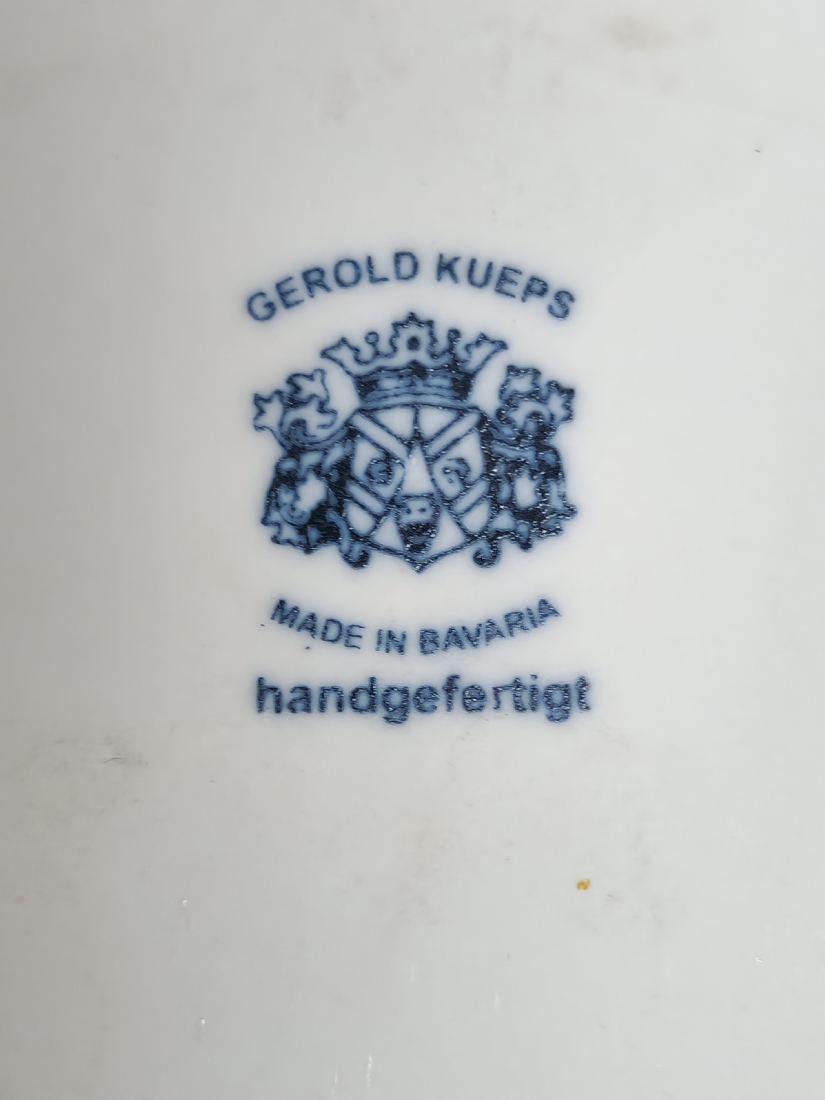 GEROLD KUEPS
MADE IN BAVARIA
handgefertigt